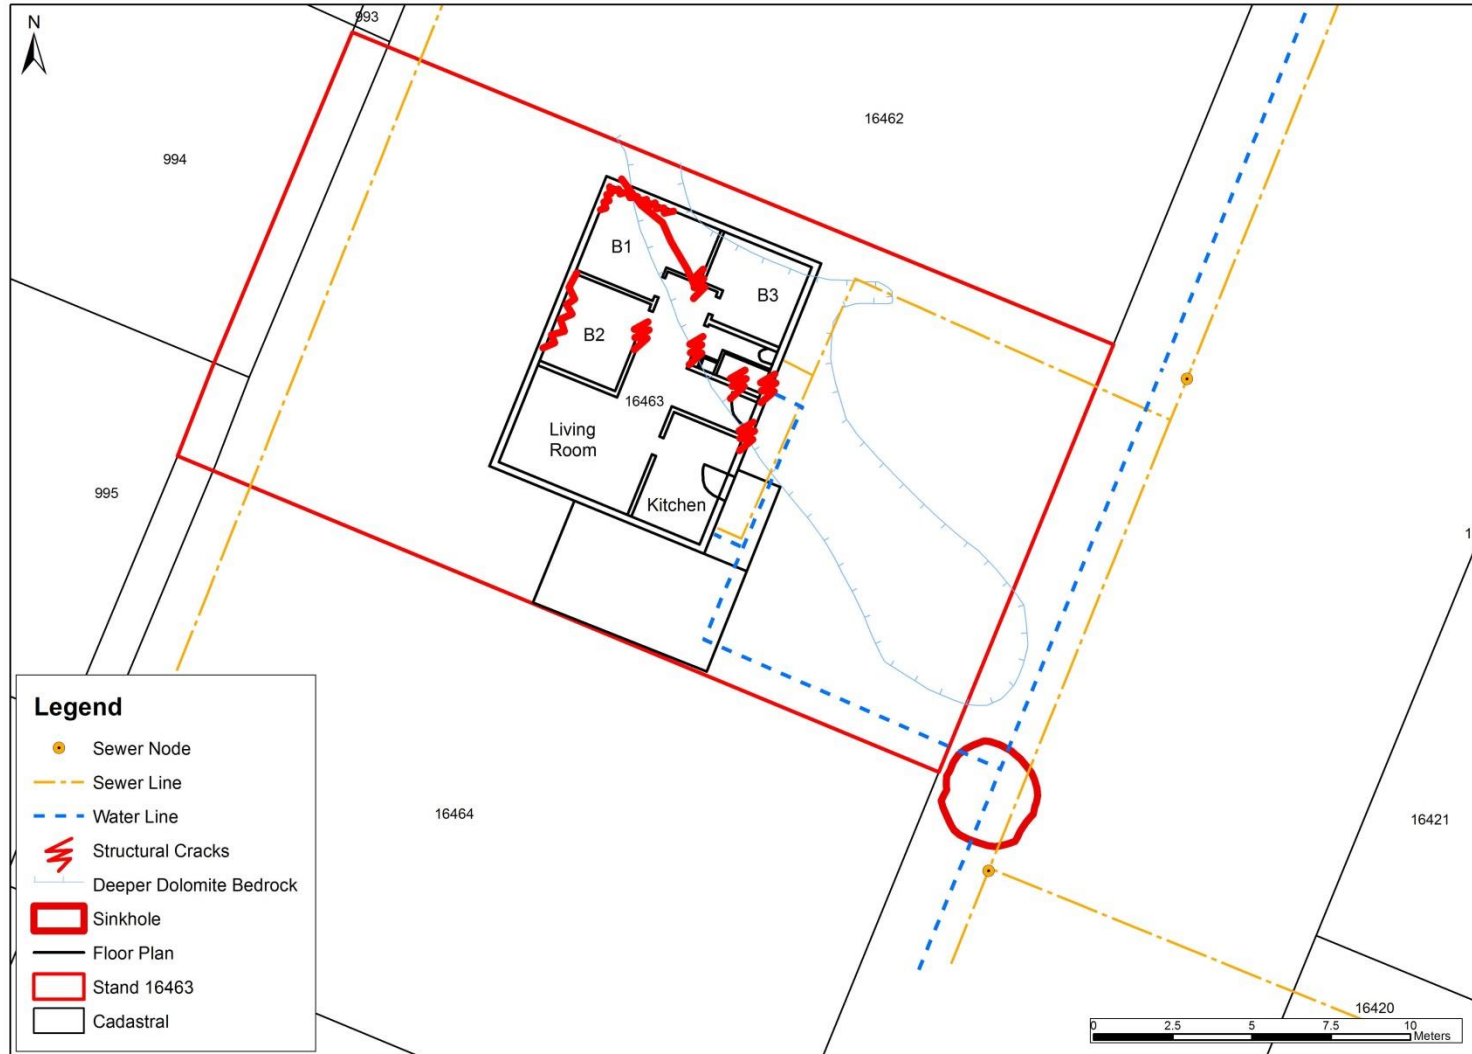 N
993
16462
994
B1
B3
B2
16463
Living
Room
995
Kitchen
1
16464
16421
16420
Legend
Sewer Node
Sewer Line
Water Line
Structural Cracks
Deeper Dolomite Bedrock
Sinkhole
Floor Plan
Stand 16463
Cadastral
0 2.5 5 7.5 10
Meters